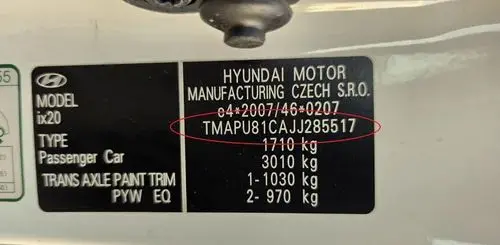 55
HYUNDAI MOTOR
MANUFACTURING CZECH S.R.O.
e4*2007/46*0207
TMAPU81CAJJ285517
1710 kg
3010 kg
1-1030 kg
2- 970 kg
MODEL
ix20
TYPE
Passenger Car
TRANS AXLE PAINT TRIM
PYW EQ